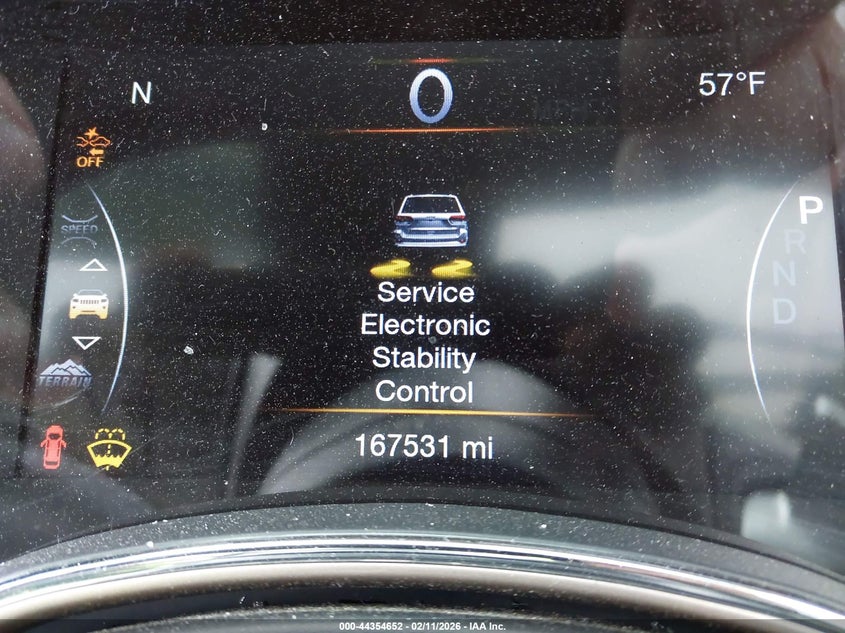 N
0
57°F
OFF
SPEED
P
R
N
D
Service
Electronic
Stability
Control
TERRAIN
167531 mi
000-44354652 - 02/11/2026 - IAA Inc.